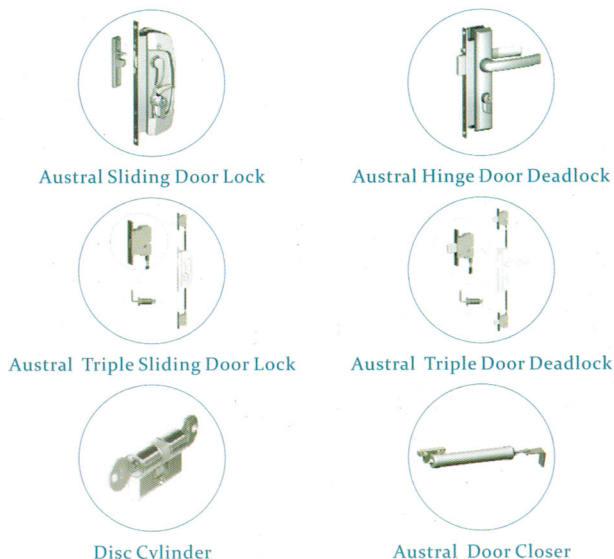 Austral Sliding Door Lock
Austral Hinge Door Deadlock
Austral Triple Sliding Door Lock
Austral Triple Door Deadlock
Disc Cylinder
Austral Door Closer